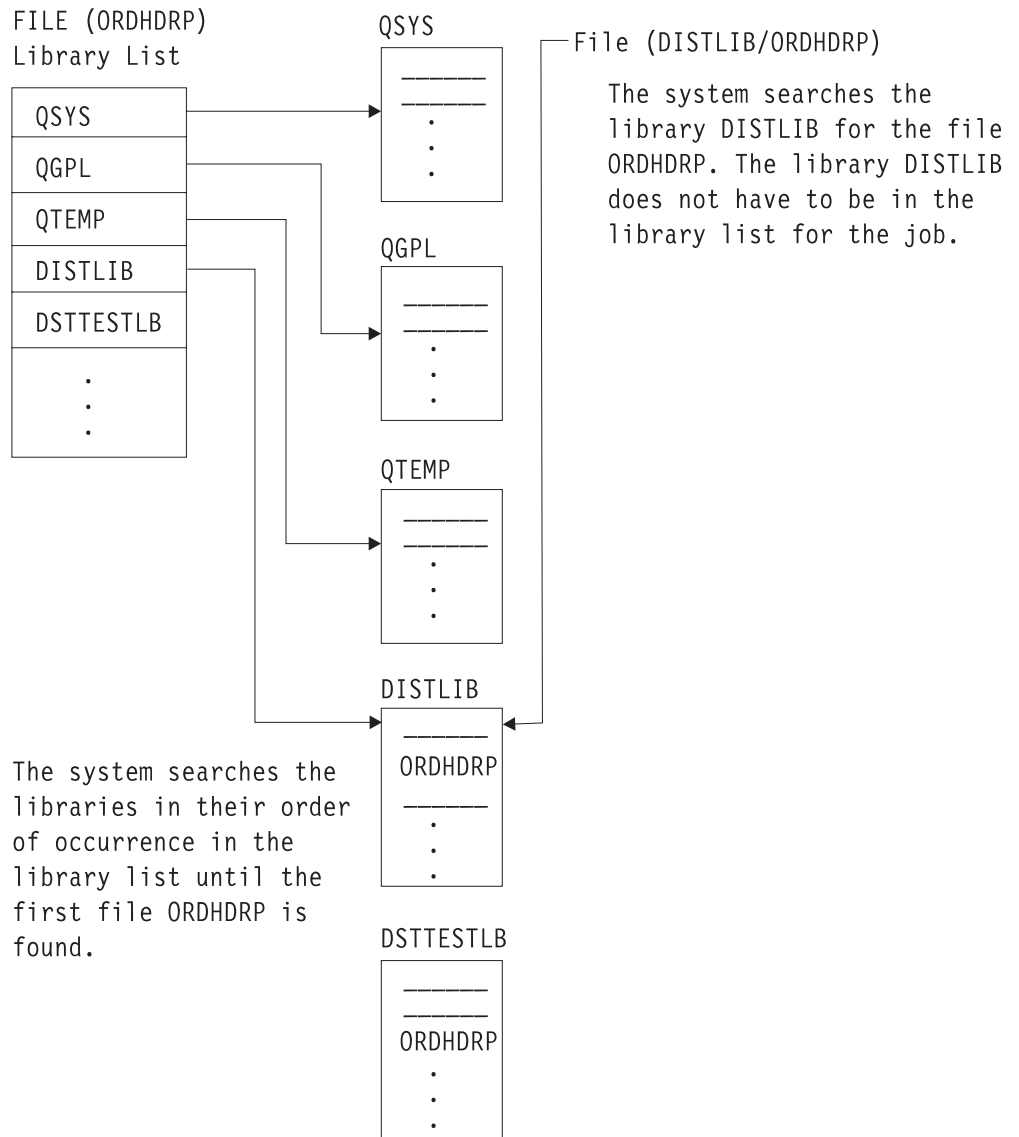 FILE (ORDHDRP)
Library List
QSYS
QGPL
QTEMP
DISTLIB
DSTTESTLB
QSYS
QGPL
QTEMP
DISTLIB
ORDHDRP
DSTTESTLB
ORDHDRP
File (DISTLIB/ORDHDRP)
The system searches the
library DISTLIB for the file
ORDHDRP. The library DISTLIB
does not have to be in the
library list for the job.
The system searches the
libraries in their order
of occurrence in the
library list until the
first file ORDHDRP is
found.